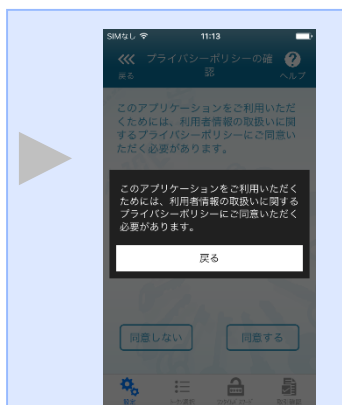 SIMなし 11:13
プライバシーポリシーの確認
戻る ヘルプ
このアプリケーションをご利用いただ
くためには、利用者情報の取扱いに関
するプライバシーポリシーにご同意い
ただく必要があります。
このアプリケーションをご利用いただく
ためには、利用者情報の取扱いに関する
プライバシーポリシーにご同意いただく
必要があります。
戻る
同意しない 同意する
設定